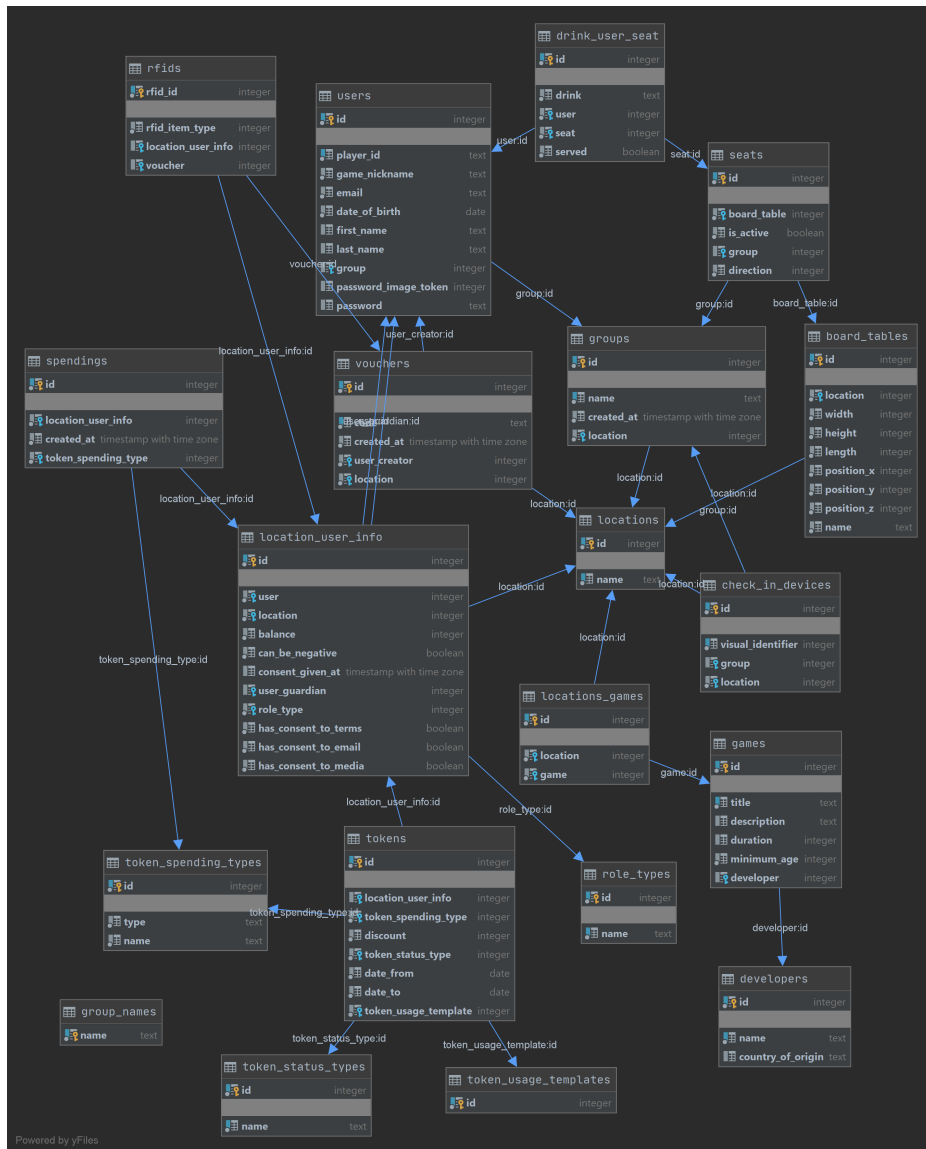 drink_user_seat
id integer
drink text
user integer
seat integer
served boolean
rfids
rfid_id integer
rfid_item_type integer
location_user_info integer
voucher integer
users
id integer
player_id text
game_nickname text
email text
date_of_birth date
first_name text
last_name text
group integer
password_image_token integer
password text
user:id
seat:id
seats
id integer
board_table integer
is_active boolean
group integer
direction integer
voucher:id
group:id
group:id
board_table:id
user_creator:id
location_user_info:id
spendings
id integer
location_user_info integer
created_at timestamp with time zone
token_spending_type integer
vouchers
id integer
text
created_at timestamp with time zone
user_creator integer
location integer
groups
id integer
name text
created_at timestamp with time zone
location integer
board_tables
id integer
location integer
width integer
height integer
length integer
position_x integer
position_y integer
position_z integer
name text
location_user_info:id
location:id
location:id
location:id
group:id
locations
id integer
name text
location_user_info
id integer
user integer
location integer
balance integer
can_be_negative boolean
consent_given_at timestamp with time zone
user_guardian integer
role_type integer
has_consent_to_terms boolean
has_consent_to_email boolean
has_consent_to_media boolean
location:id
location:id
check_in_devices
id integer
visual_identifier integer
group integer
location integer
location:id
token_spending_type:id
locations_games
id integer
location integer
game integer
game:id
games
id integer
title text
description text
duration integer
minimum_age integer
developer integer
location_user_info:id
role_type:id
token_spending_types
id integer
type text
name text
token_spending_type:id
tokens
id integer
location_user_info integer
token_spending_type integer
discount integer
token_status_type integer
date_from date
date_to date
token_usage_template integer
role_types
id integer
name text
developer:id
developers
id integer
name text
country_of_origin text
group_names
name text
token_status_type:id
token_usage_template:id
token_status_types
id integer
name text
token_usage_templates
id integer
Powered by yFiles